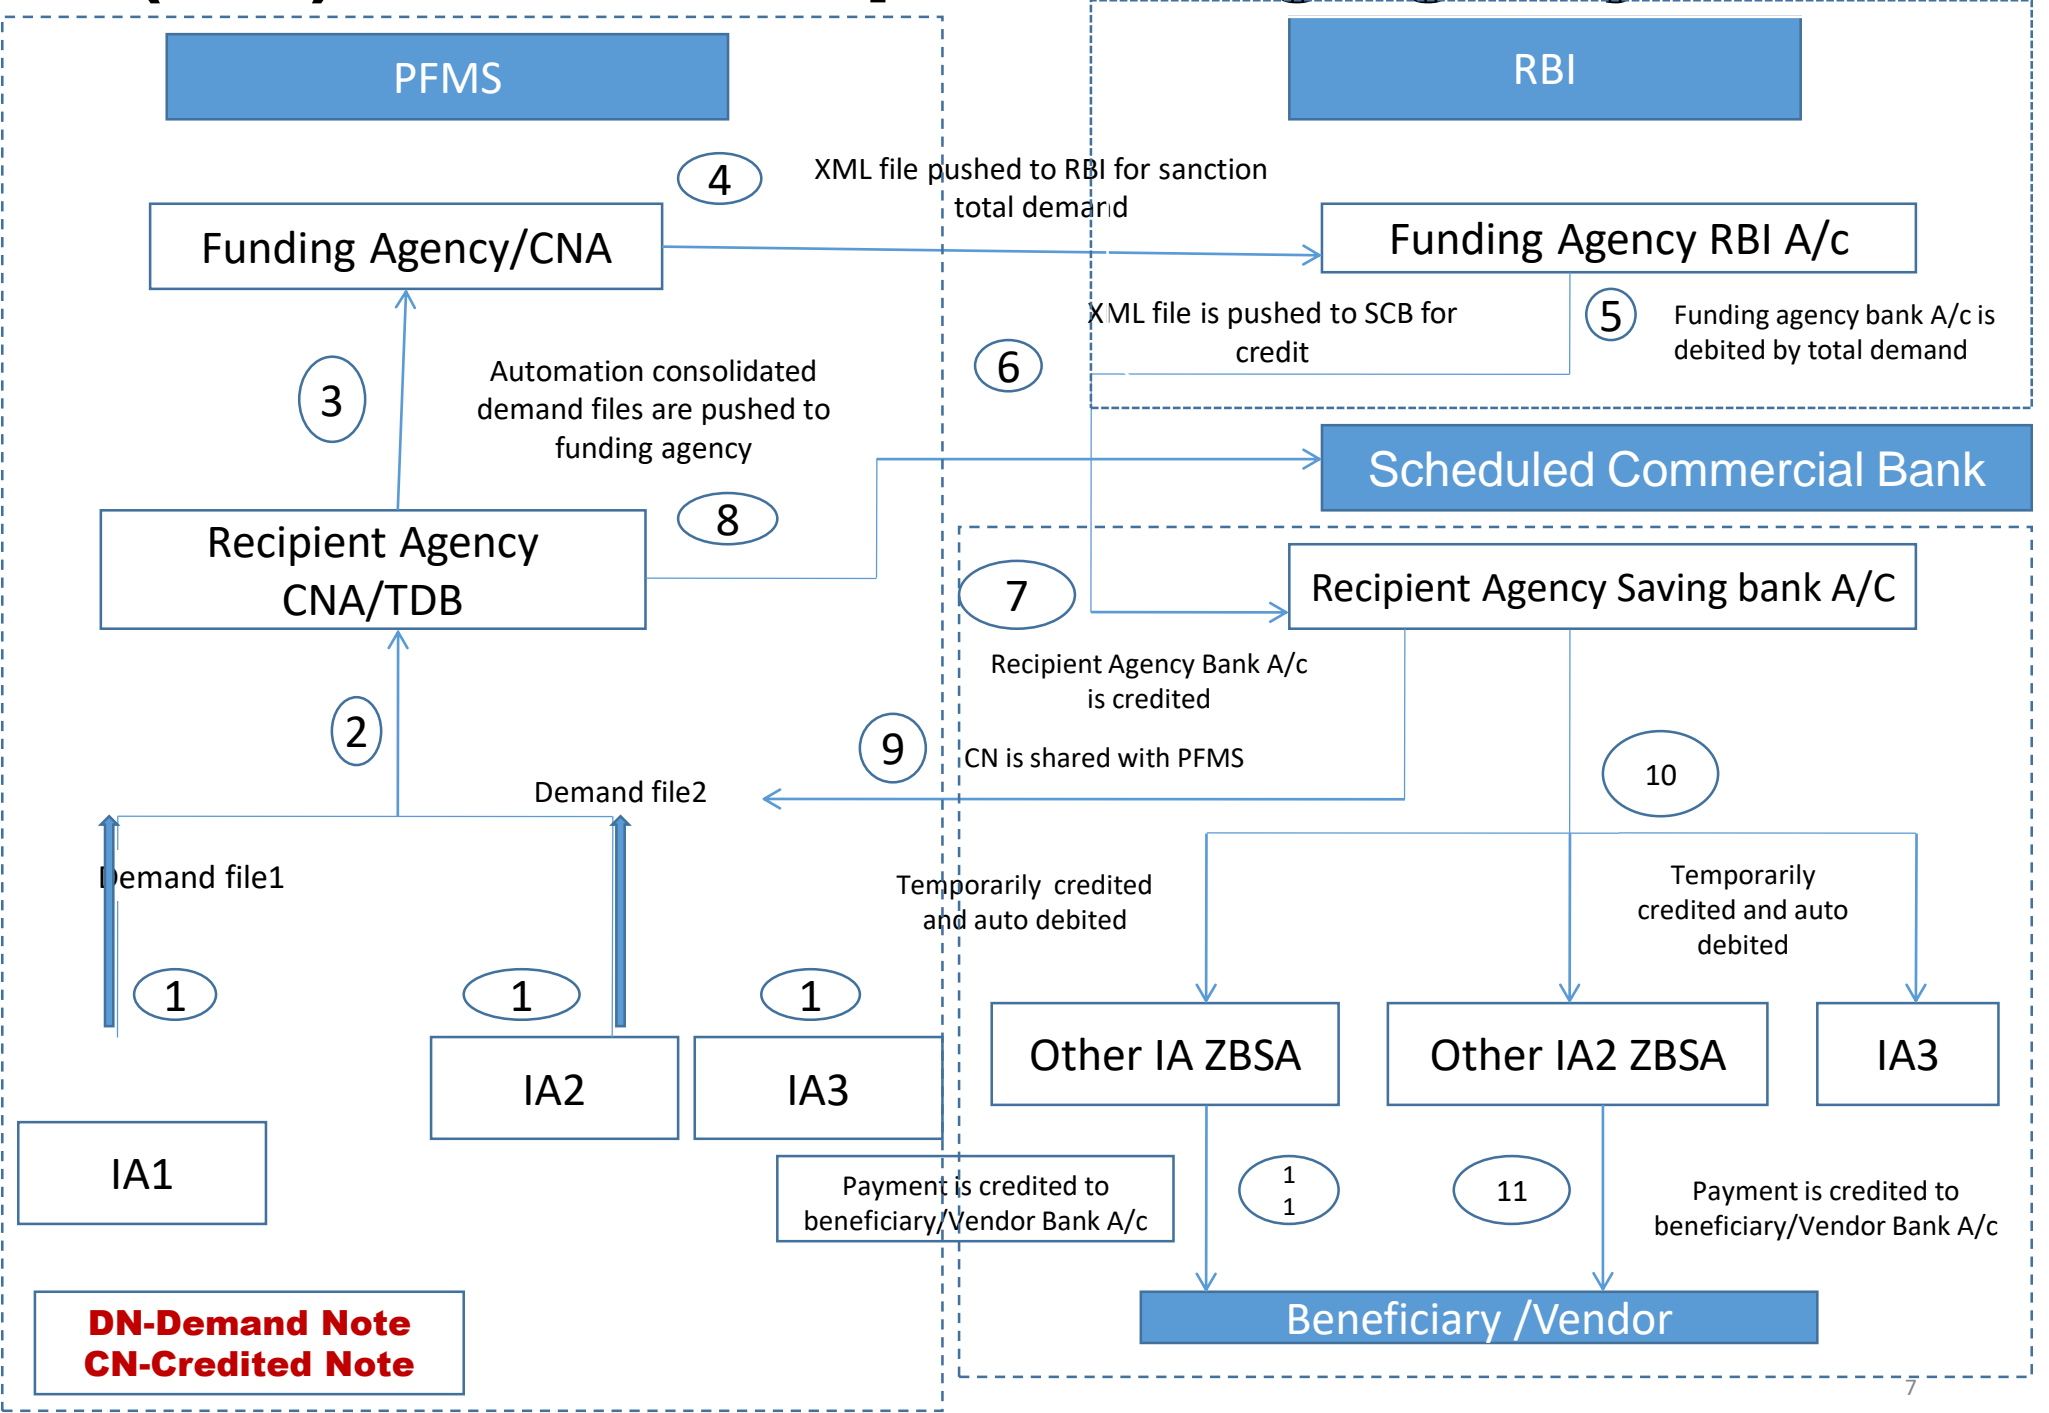 PFMS
RBI
4
XML file pushed to RBI for sanction
total demand
Funding Agency/CNA
Funding Agency RBI A/c
XML file is pushed to SCB for
credit
5
Funding agency bank A/c is
debited by total demand
6
3
Automation consolidated
demand files are pushed to
funding agency
Scheduled Commercial Bank
8
Recipient Agency
CNA/TDB
7
Recipient Agency Saving bank A/C
Recipient Agency Bank A/c
is credited
2
9
CN is shared with PFMS
10
Demand file2
Demand file1
Temporarily credited
and auto debited
Temporarily
credited and auto
debited
1
1
1
Other IA ZBSA
Other IA2 ZBSA
IA3
IA2
IA3
IA1
Payment is credited to
beneficiary/Vendor Bank A/c
1
1
11
Payment is credited to
beneficiary/Vendor Bank A/c
DN-Demand Note
CN-Credited Note
Beneficiary /Vendor
7